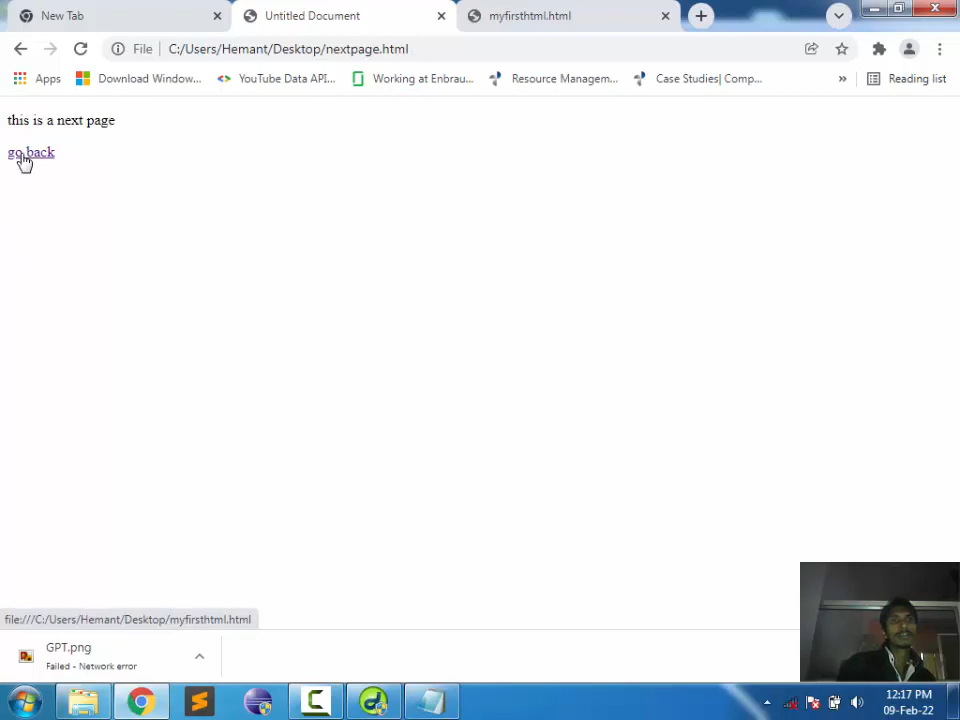 New Tab
Untitled Document
myfirsthtml.html
File
C:/Users/Hemant/Desktop/nextpage.html
Apps
Download Window...
YouTube Data API...
Working at Enbrau...
Resource Managem...
Case Studies| Comp...
»
Reading list
this is a next page
go back
file:///C:/Users/Hemant/Desktop/myfirsthtml.html
GPT.png
Failed - Network error
12:17 PM
09-Feb-22